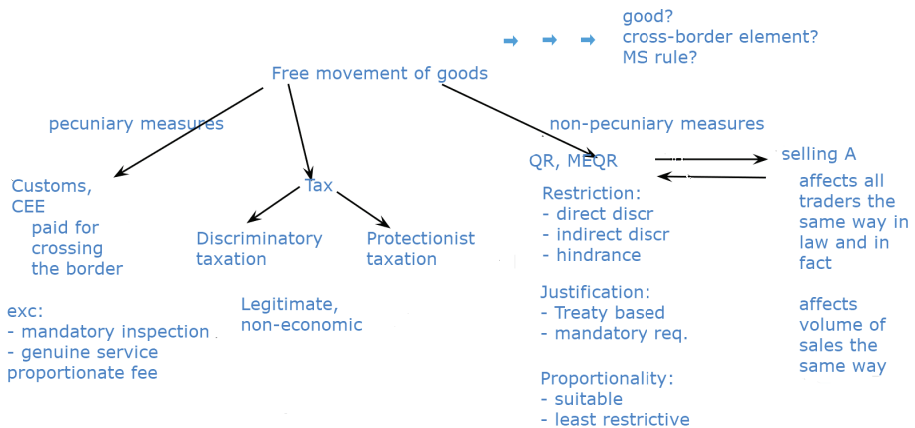 good?
cross-border element?
MS rule?
Free movement of goods
pecuniary measures
non-pecuniary measures
Customs,
CEE
paid for
crossing
the border
exc:
- mandatory inspection
- genuine service
proportionate fee
Tax
Discriminatory
taxation
Protectionist
taxation
Legitimate,
non-economic
QR, MEQR
Restriction:
- direct discr
- indirect discr
- hindrance
Justification:
- Treaty based
- mandatory req.
Proportionality:
- suitable
- least restrictive
selling A
affects all
traders the
same way in
law and in
fact
affects
volume of
sales the
same way